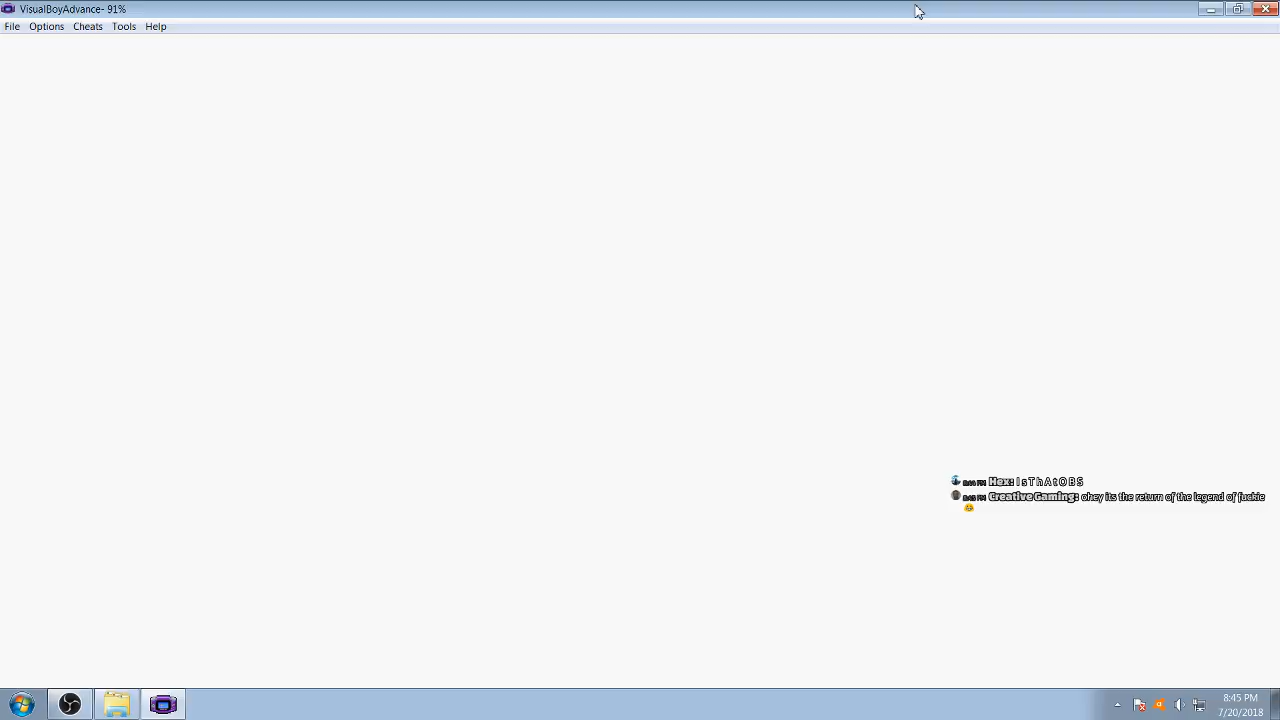 VisualBoyAdvance- 91%
File Options Cheats Tools Help
Hex: I s T h A t O B S
Creative Gaming: ohey its the return of the legend of fuckie
8:45 PM
7/20/2018